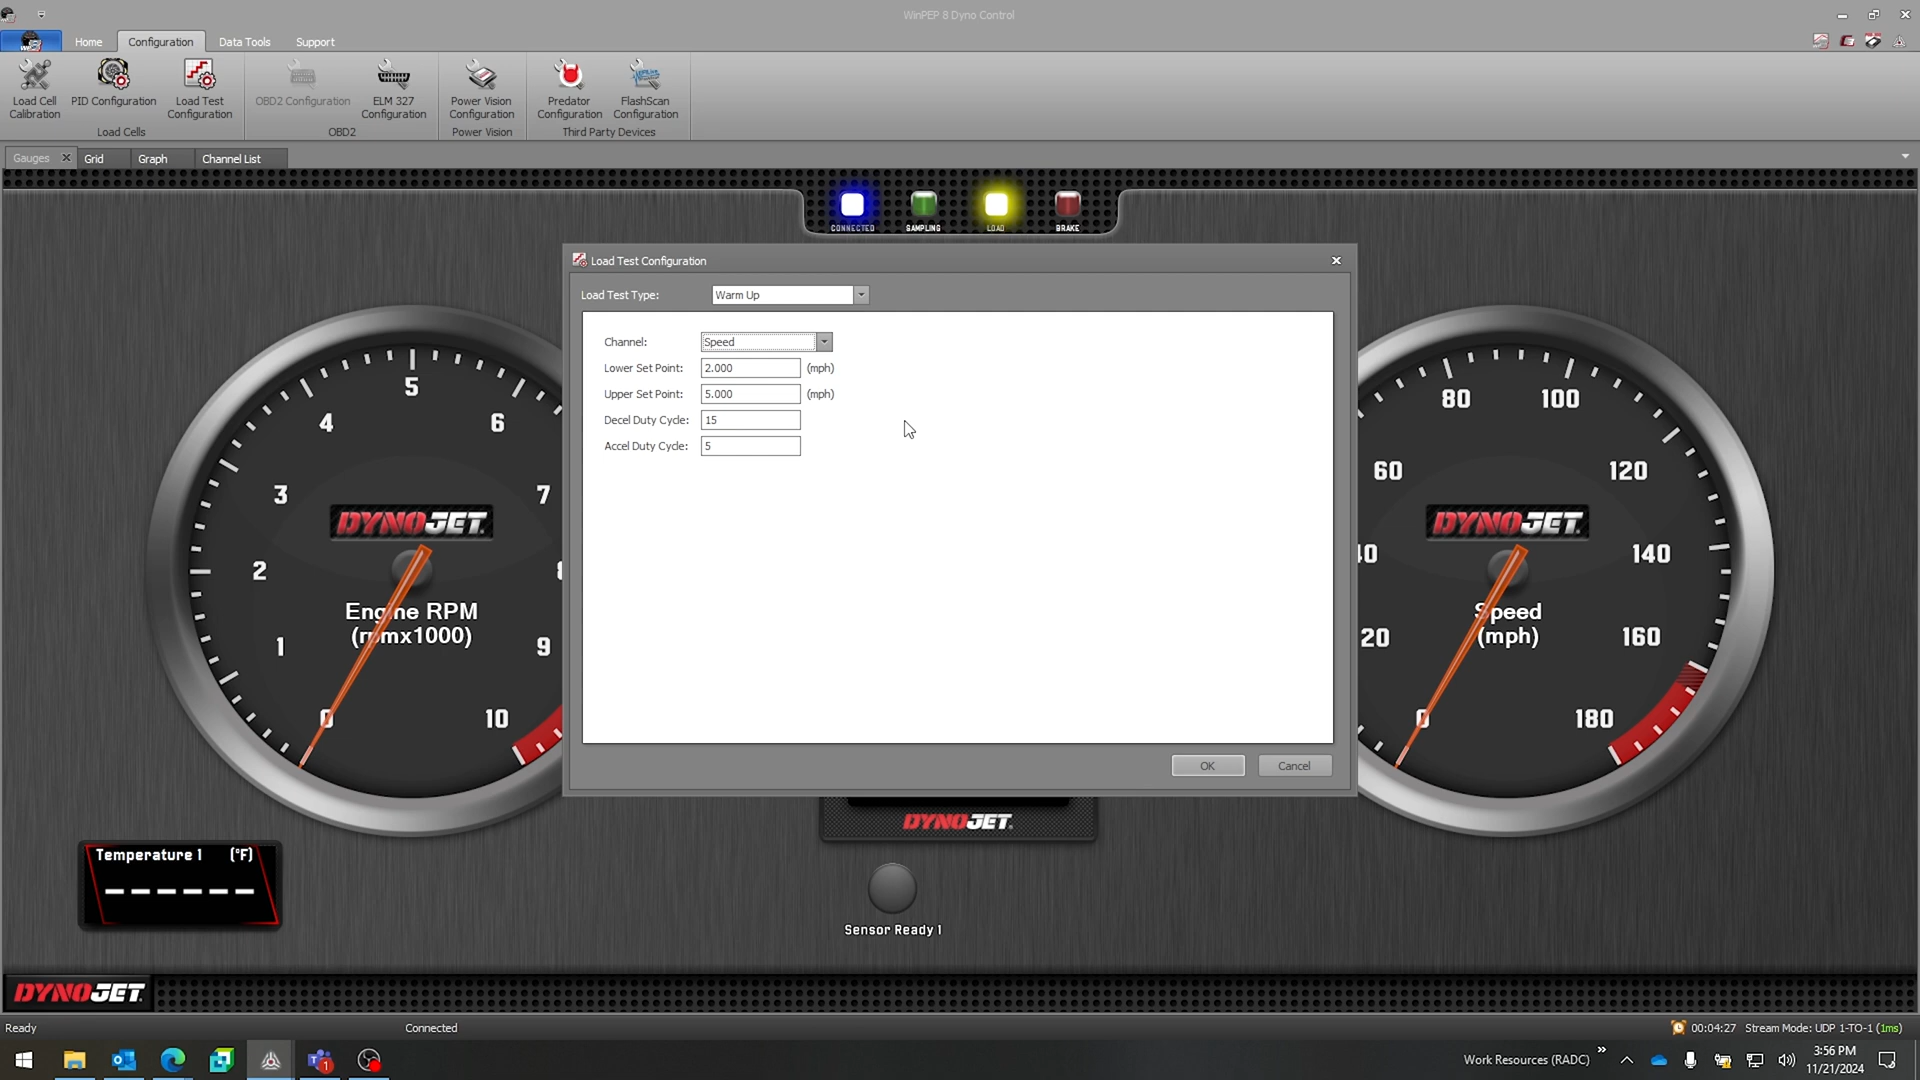 WinPEP 8 Dyno Control
Home
Configuration
Data Tools
Support
Load Cell
Calibration
PID Configuration
Load Test
Configuration
Load Cells
OBD2 Configuration
ELM 327
Configuration
OBD2
Power Vision
Configuration
Power Vision
Predator
Configuration
FlashScan
Configuration
Third Party Devices
Gauges
Grid
Graph
Channel List
CONNECTED
SAMPLING
LOAD
BRAKE
Load Test Configuration
Load Test Type:
Warm Up
Channel:
Speed
Lower Set Point:
2.000
(mph)
Upper Set Point:
5.000
(mph)
Decel Duty Cycle:
15
Accel Duty Cycle:
5
OK
Cancel
0
1
2
3
4
5
6
7
9
10
DYNOJET
Engine RPM
(rpmx1000)
0
20
60
80
100
120
140
160
180
DYNOJET
Speed
(mph)
DYNOJET
Temperature 1 (°F)
------
Sensor Ready 1
DYNOJET
Ready
Connected
00:04:27
Stream Mode: UDP 1-TO-1 (1ms)
Work Resources (RADC)
3:56 PM
11/21/2024